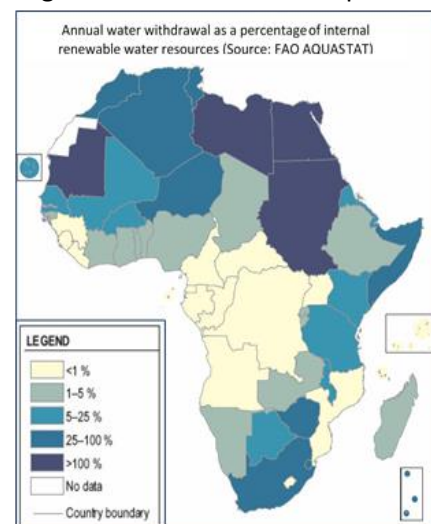 Annual water withdrawal as a percentage of internal
renewable water resources (Source: FAO AQUASTAT)
LEGEND
<1 %
1–5 %
5–25 %
25–100 %
>100 %
No data
Country boundary